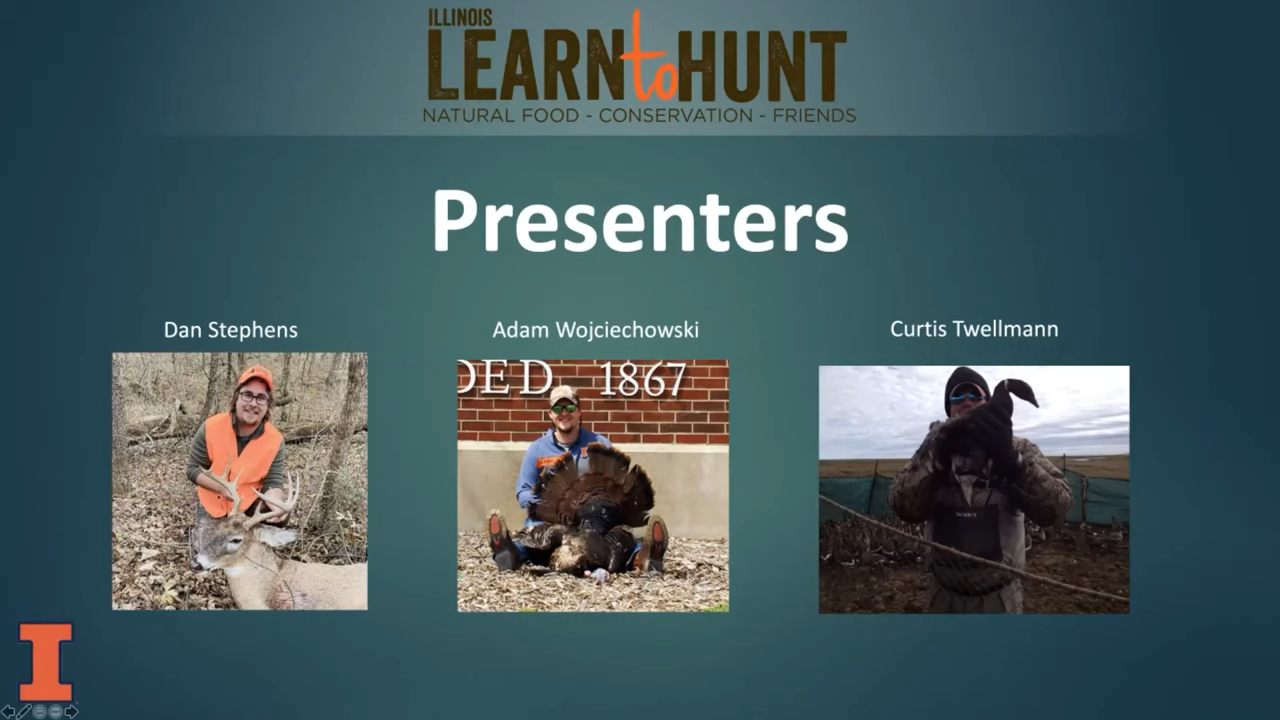 ILLINOIS
LEARN to HUNT
NATURAL FOOD - CONSERVATION - FRIENDS
Presenters
Dan Stephens
Adam Wojciechowski
Curtis Twellmann
DED 1867
I